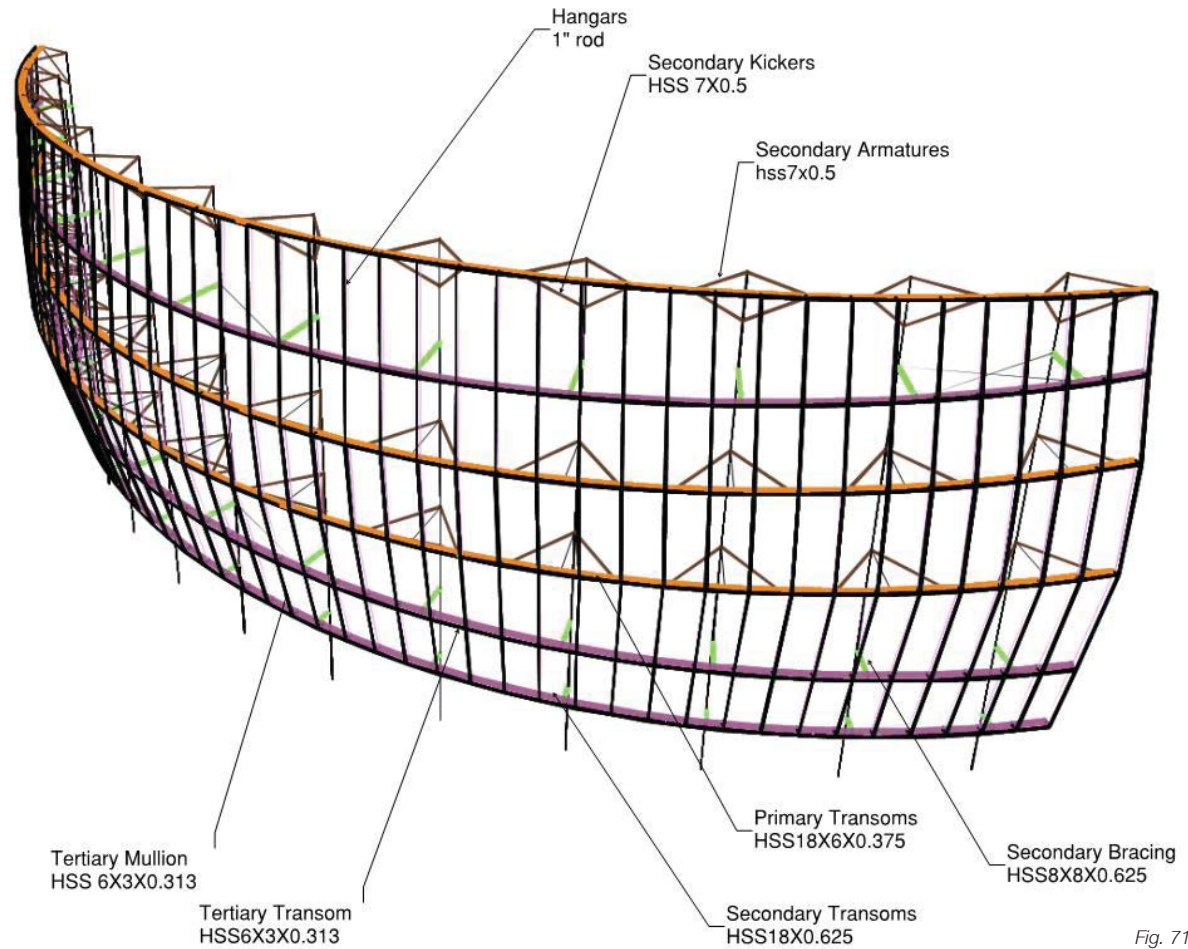 Hangars
1" rod
Secondary Kickers
HSS 7X0.5
Secondary Armatures
hss7x0.5
Primary Transoms
HSS18X6X0.375
Secondary Bracing
HSS8X8X0.625
Tertiary Mullion
HSS 6X3X0.313
Tertiary Transom
HSS6X3X0.313
Secondary Transoms
HSS18X0.625
Fig. 71